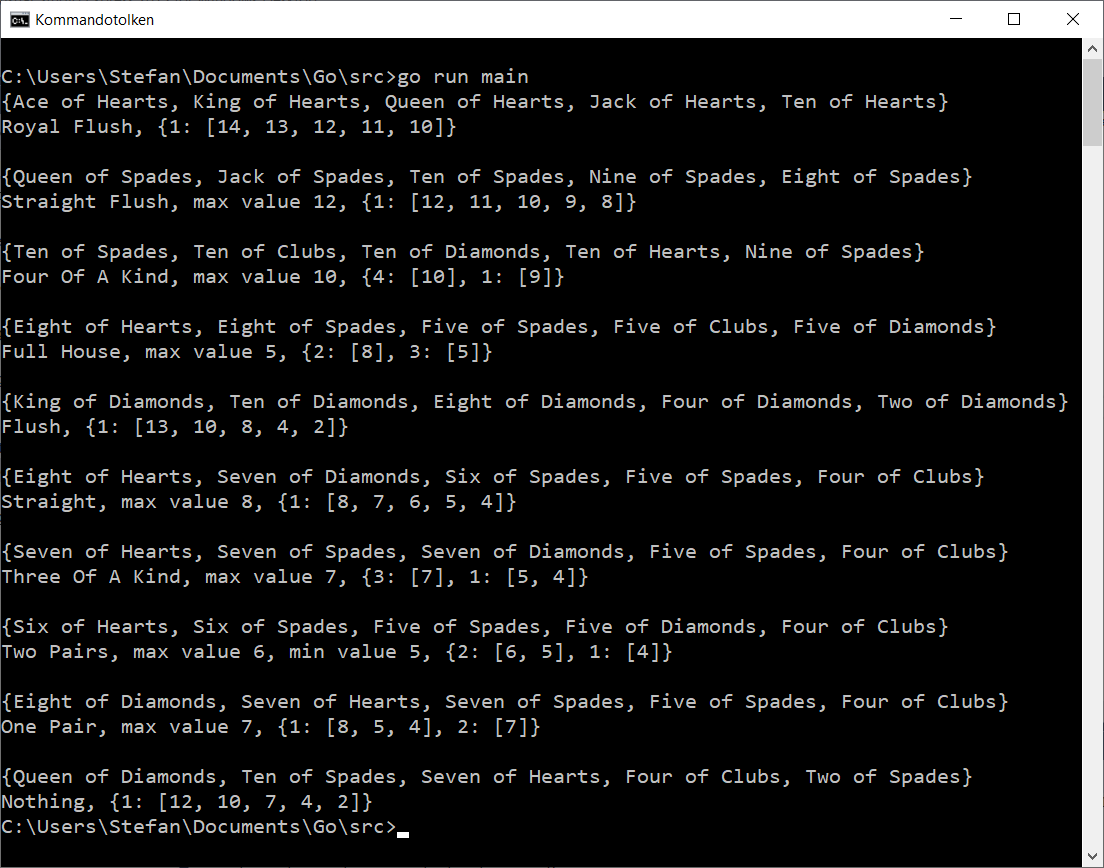 Kommandotolken
C:\Users\Stefan\Documents\Go\src>go run main
{Ace of Hearts, King of Hearts, Queen of Hearts, Jack of Hearts, Ten of Hearts}
Royal Flush, {1: [14, 13, 12, 11, 10]}
{Queen of Spades, Jack of Spades, Ten of Spades, Nine of Spades, Eight of Spades}
Straight Flush, max value 12, {1: [12, 11, 10, 9, 8]}
{Ten of Spades, Ten of Clubs, Ten of Diamonds, Ten of Hearts, Nine of Spades}
Four Of A Kind, max value 10, {4: [10], 1: [9]}
{Eight of Hearts, Eight of Spades, Five of Spades, Five of Clubs, Five of Diamonds}
Full House, max value 5, {2: [8], 3: [5]}
{King of Diamonds, Ten of Diamonds, Eight of Diamonds, Four of Diamonds, Two of Diamonds}
Flush, {1: [13, 10, 8, 4, 2]}
{Eight of Hearts, Seven of Diamonds, Six of Spades, Five of Spades, Four of Clubs}
Straight, max value 8, {1: [8, 7, 6, 5, 4]}
{Seven of Hearts, Seven of Spades, Seven of Diamonds, Five of Spades, Four of Clubs}
Three Of A Kind, max value 7, {3: [7], 1: [5, 4]}
{Six of Hearts, Six of Spades, Five of Spades, Five of Diamonds, Four of Clubs}
Two Pairs, max value 6, min value 5, {2: [6, 5], 1: [4]}
{Eight of Diamonds, Seven of Hearts, Seven of Spades, Five of Spades, Four of Clubs}
One Pair, max value 7, {1: [8, 5, 4], 2: [7]}
{Queen of Diamonds, Ten of Spades, Seven of Hearts, Four of Clubs, Two of Spades}
Nothing, {1: [12, 10, 7, 4, 2]}
C:\Users\Stefan\Documents\Go\src>